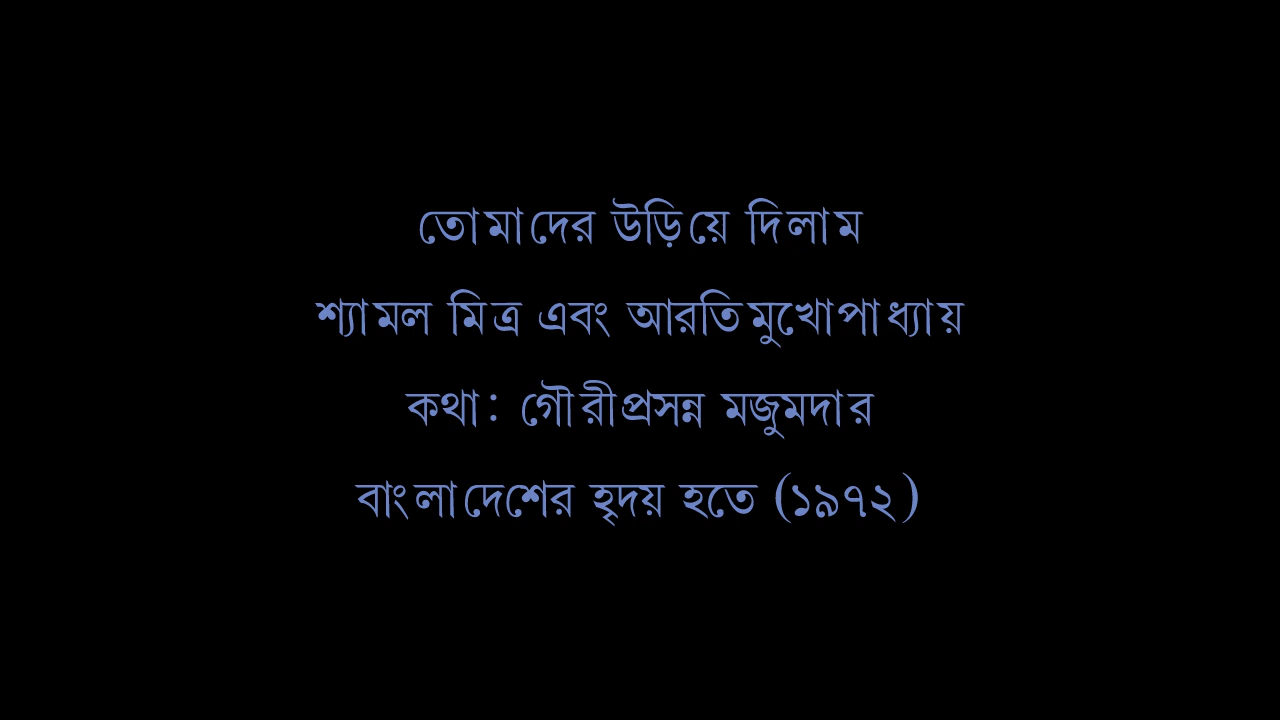 তোমাদের উড়িয়ে দিলাম
শ্যামল মিত্র এবং আরতিমুখোপাধ্যায়
কথা: গৌরীপ্রসন্ন মজুমদার
বাংলাদেশের হৃদয় হতে (১৯৭২)